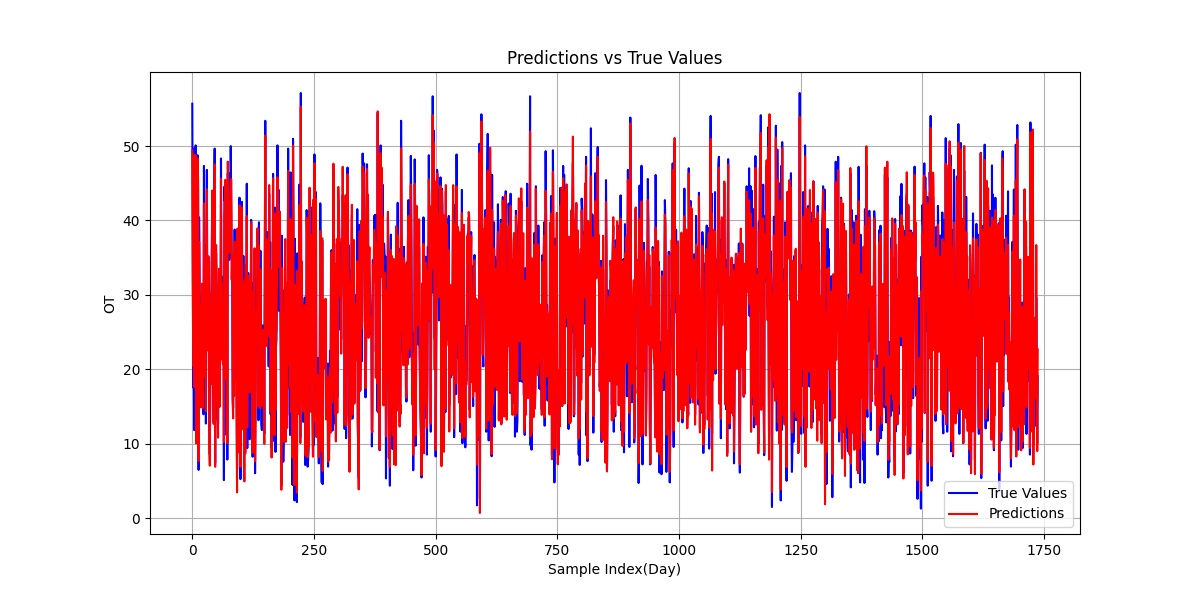 Predictions vs True Values
OT
50
40
30
20
10
0
True Values
Predictions
0 250 500 750 1000 1250 1500 1750
Sample Index(Day)